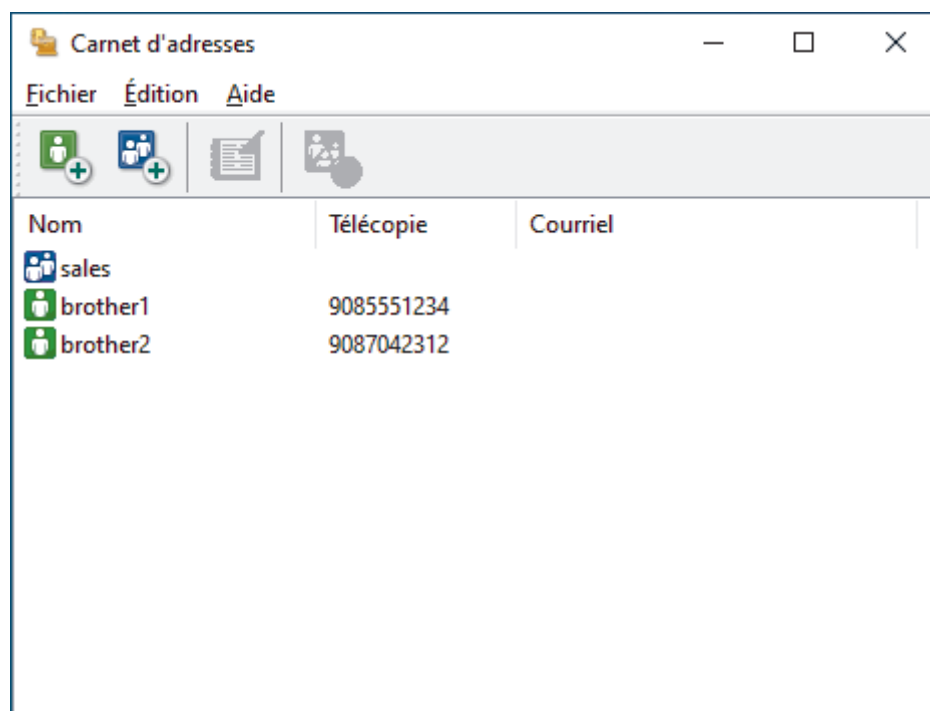 Carnet d'adresses
Fichier Édition Aide
Nom Télécopie Courriel
sales
brother1 9085551234
brother2 9087042312